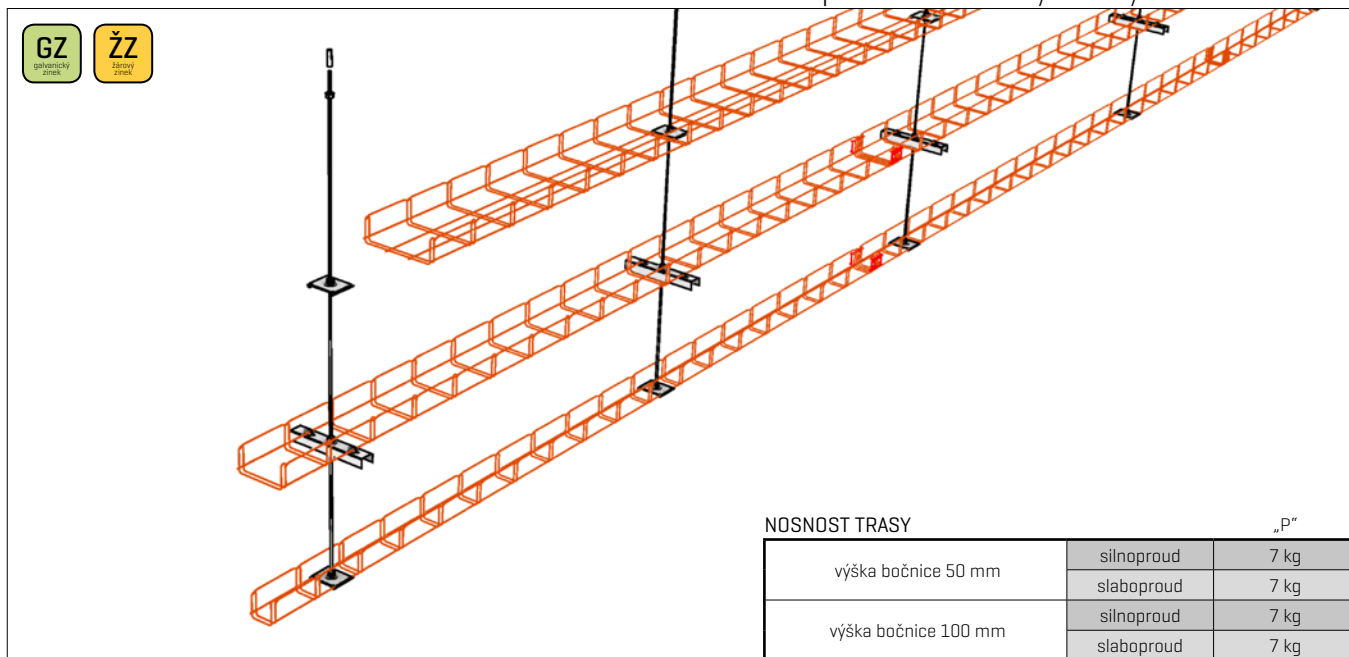 GZ
galvanický
zinek
ŽZ
žárový
zinek
NOSNOST TRASY „P“
výška bočnice 50 mm silnoproud 7 kg
slaboproud 7 kg
výška bočnice 100 mm silnoproud 7 kg
slaboproud 7 kg